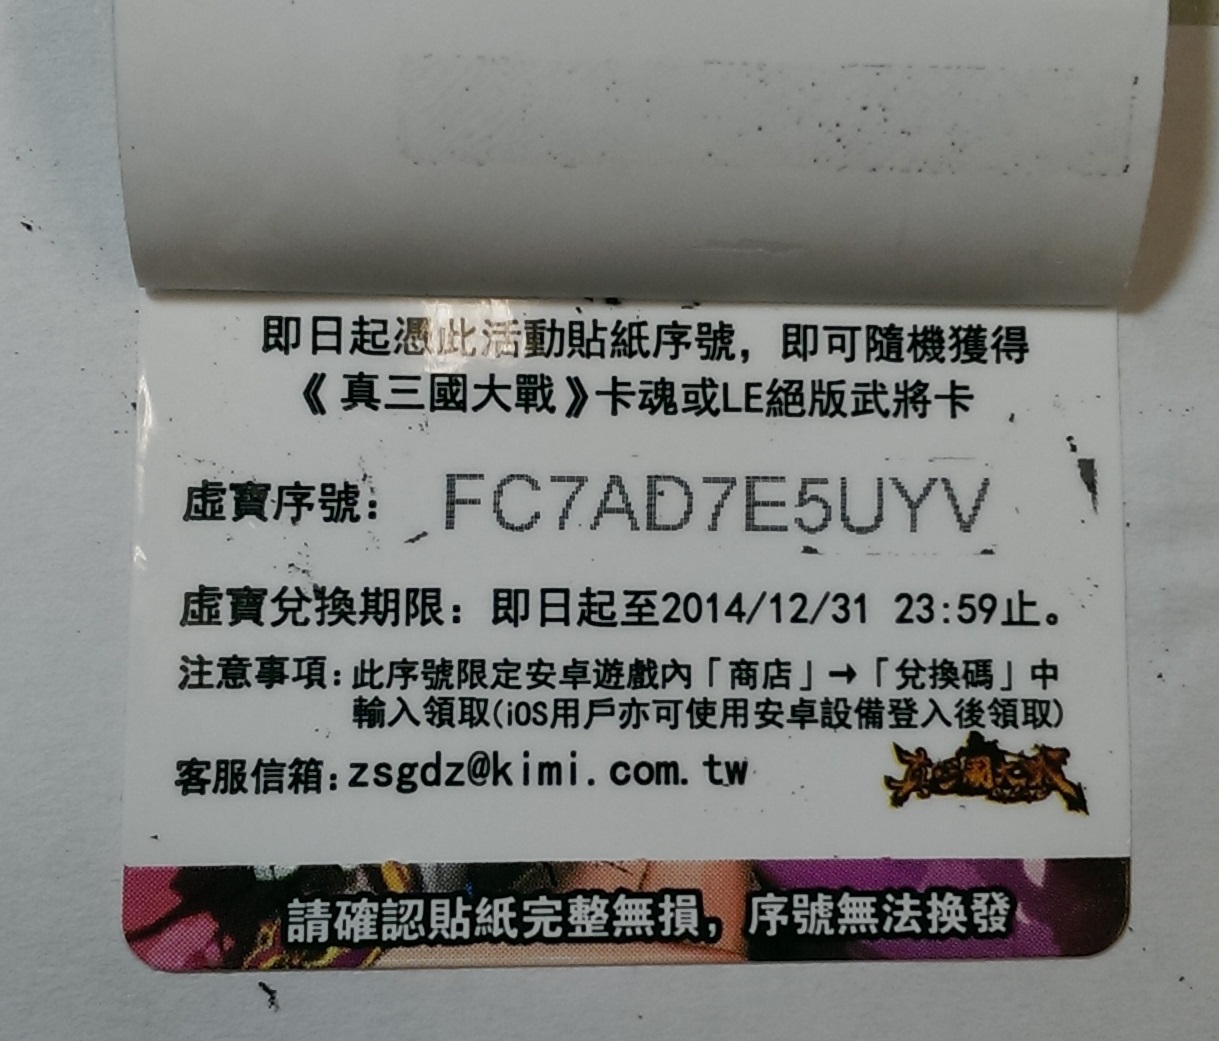 即日起憑此活動貼紙序號，即可隨機獲得
《真三國大戰》卡魂或LE絕版武將卡
虛寶序號： FC7AD7E5UYV
虛寶兌換期限：即日起至2014/12/31 23:59止。
注意事項：此序號限定安卓遊戲內「商店」→「兌換碼」中
輸入領取(iOS用戶亦可使用安卓設備登入後領取)
客服信箱：zsgdz@kimi.com.tw
真三國大戰
請確認貼紙完整無損，序號無法換發